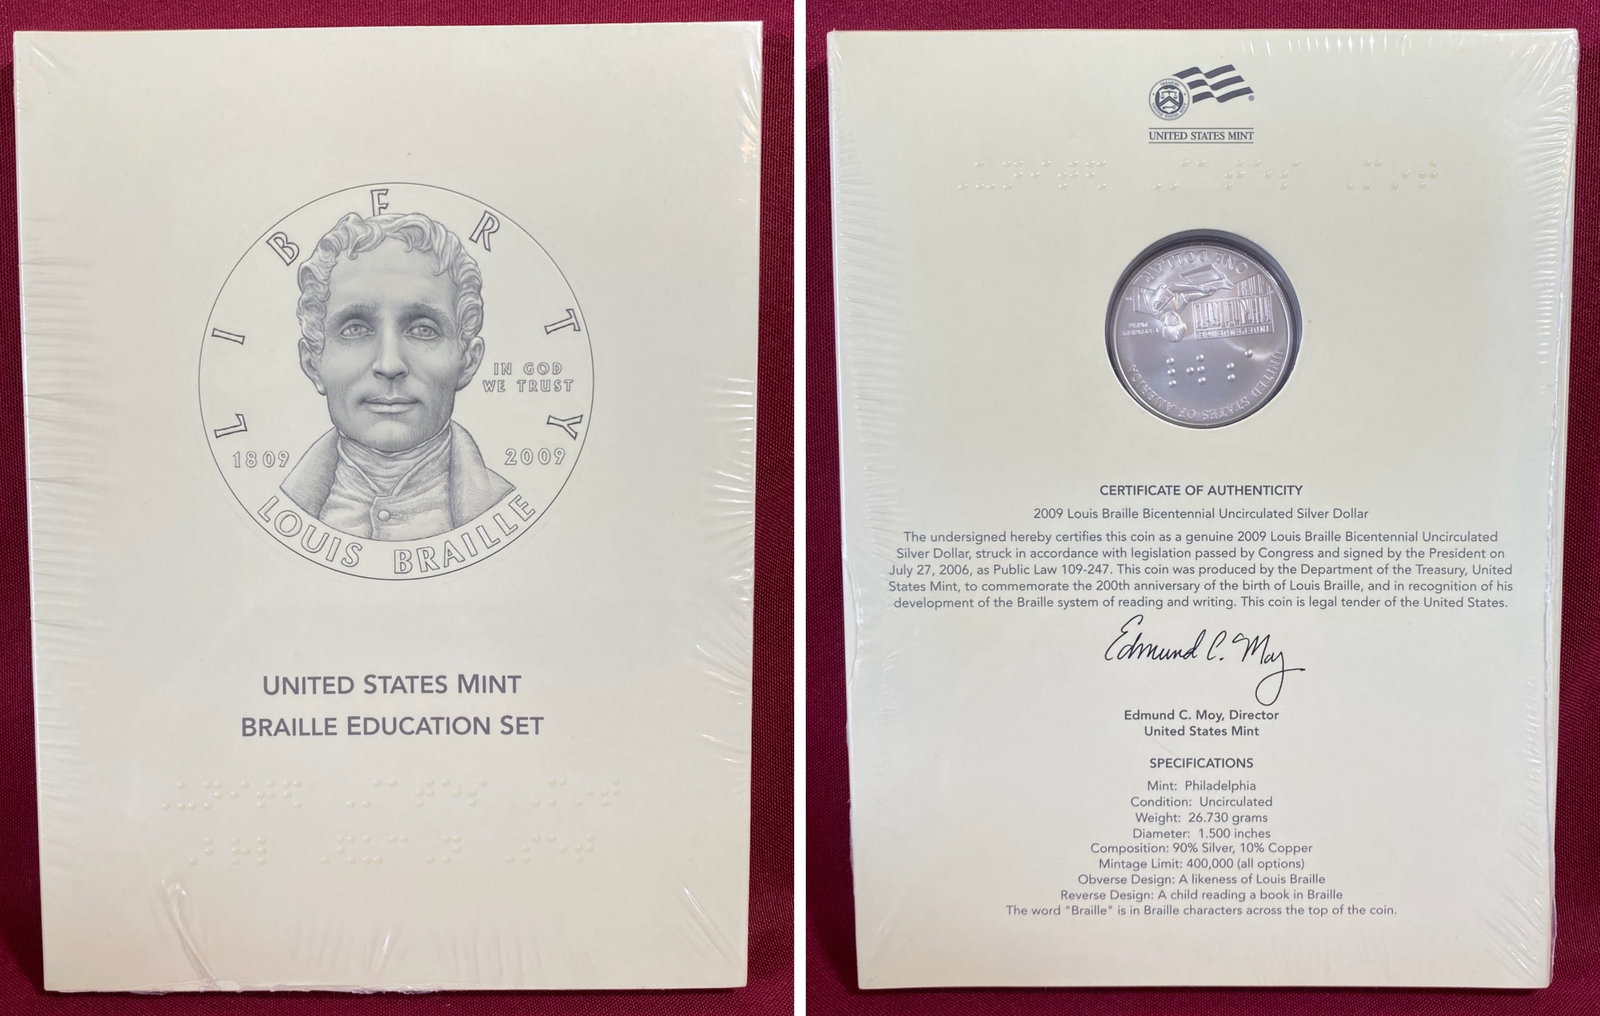 LIBERTY
IN GOD
WE TRUST
1809
2009
LOUIS BRAILLE
UNITED STATES MINT
BRAILLE EDUCATION SET
UNITED STATES MINT
ONE DOLLAR
INDEPENDENCE
UNITED STATES OF AMERICA
CERTIFICATE OF AUTHENTICITY
2009 Louis Braille Bicentennial Uncirculated Silver Dollar
The undersigned hereby certifies this coin as a genuine 2009 Louis Braille Bicentennial Uncirculated
Silver Dollar, struck in accordance with legislation passed by Congress and signed by the President on
July 27, 2006, as Public Law 109-247. This coin was produced by the Department of the Treasury, United
States Mint, to commemorate the 200th anniversary of the birth of Louis Braille, and in recognition of his
development of the Braille system of reading and writing. This coin is legal tender of the United States.
Edmund C. Moy
Edmund C. Moy, Director
United States Mint
SPECIFICATIONS
Mint: Philadelphia
Condition: Uncirculated
Weight: 26.730 grams
Diameter: 1.500 inches
Composition: 90% Silver, 10% Copper
Mintage Limit: 400,000 (all options)
Obverse Design: A likeness of Louis Braille
Reverse Design: A child reading a book in Braille
The word "Braille" is in Braille characters across the top of the coin.